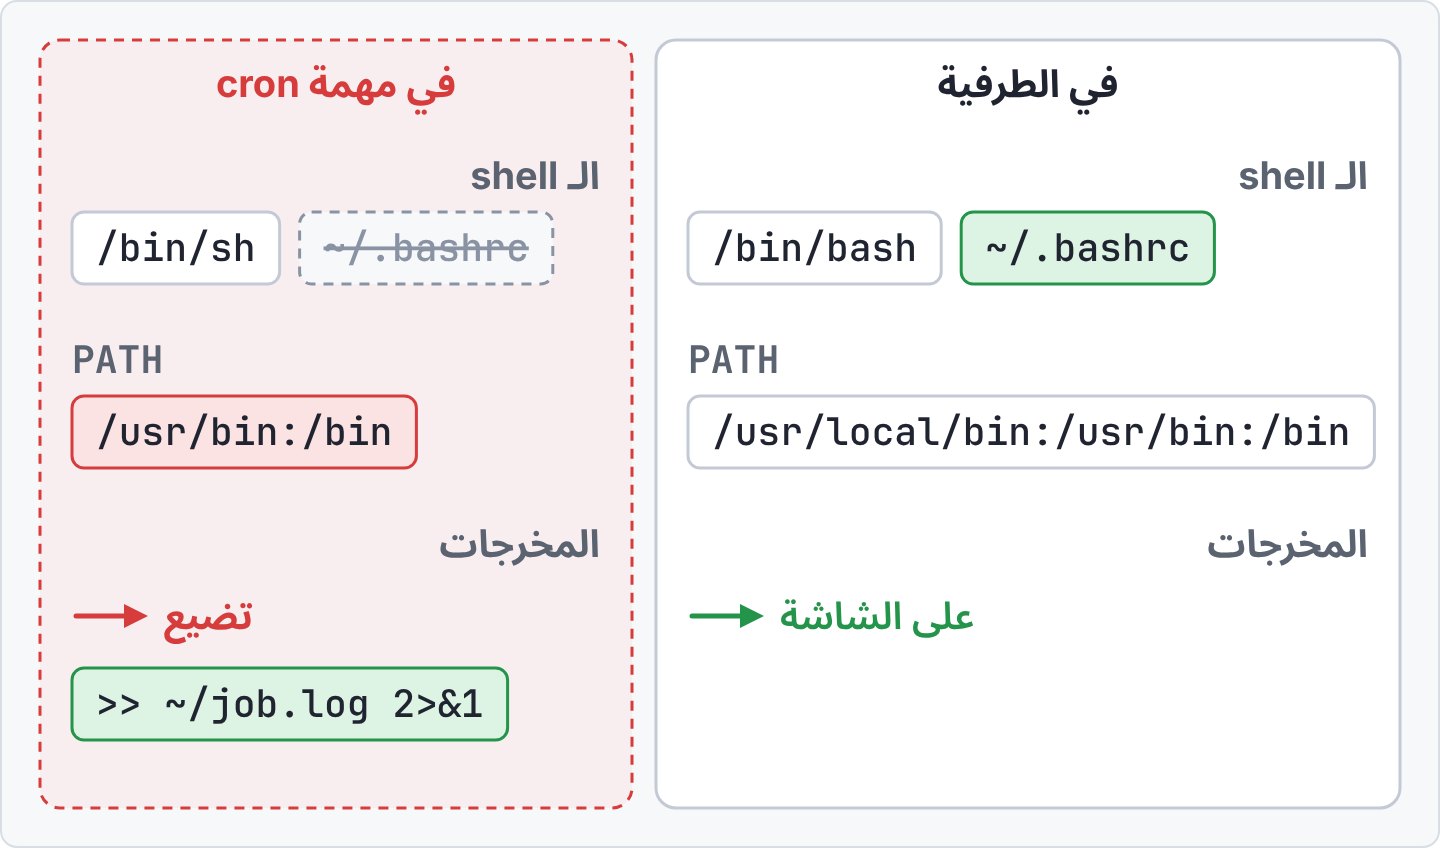 في الطرفية
الـ shell
/bin/bash
~/.bashrc
PATH
/usr/local/bin:/usr/bin:/bin
المخرجات
على الشاشة
في مهمة cron
الـ shell
/bin/sh
~/.bashrc
PATH
/usr/bin:/bin
المخرجات
تضيع
>> ~/job.log 2>&1